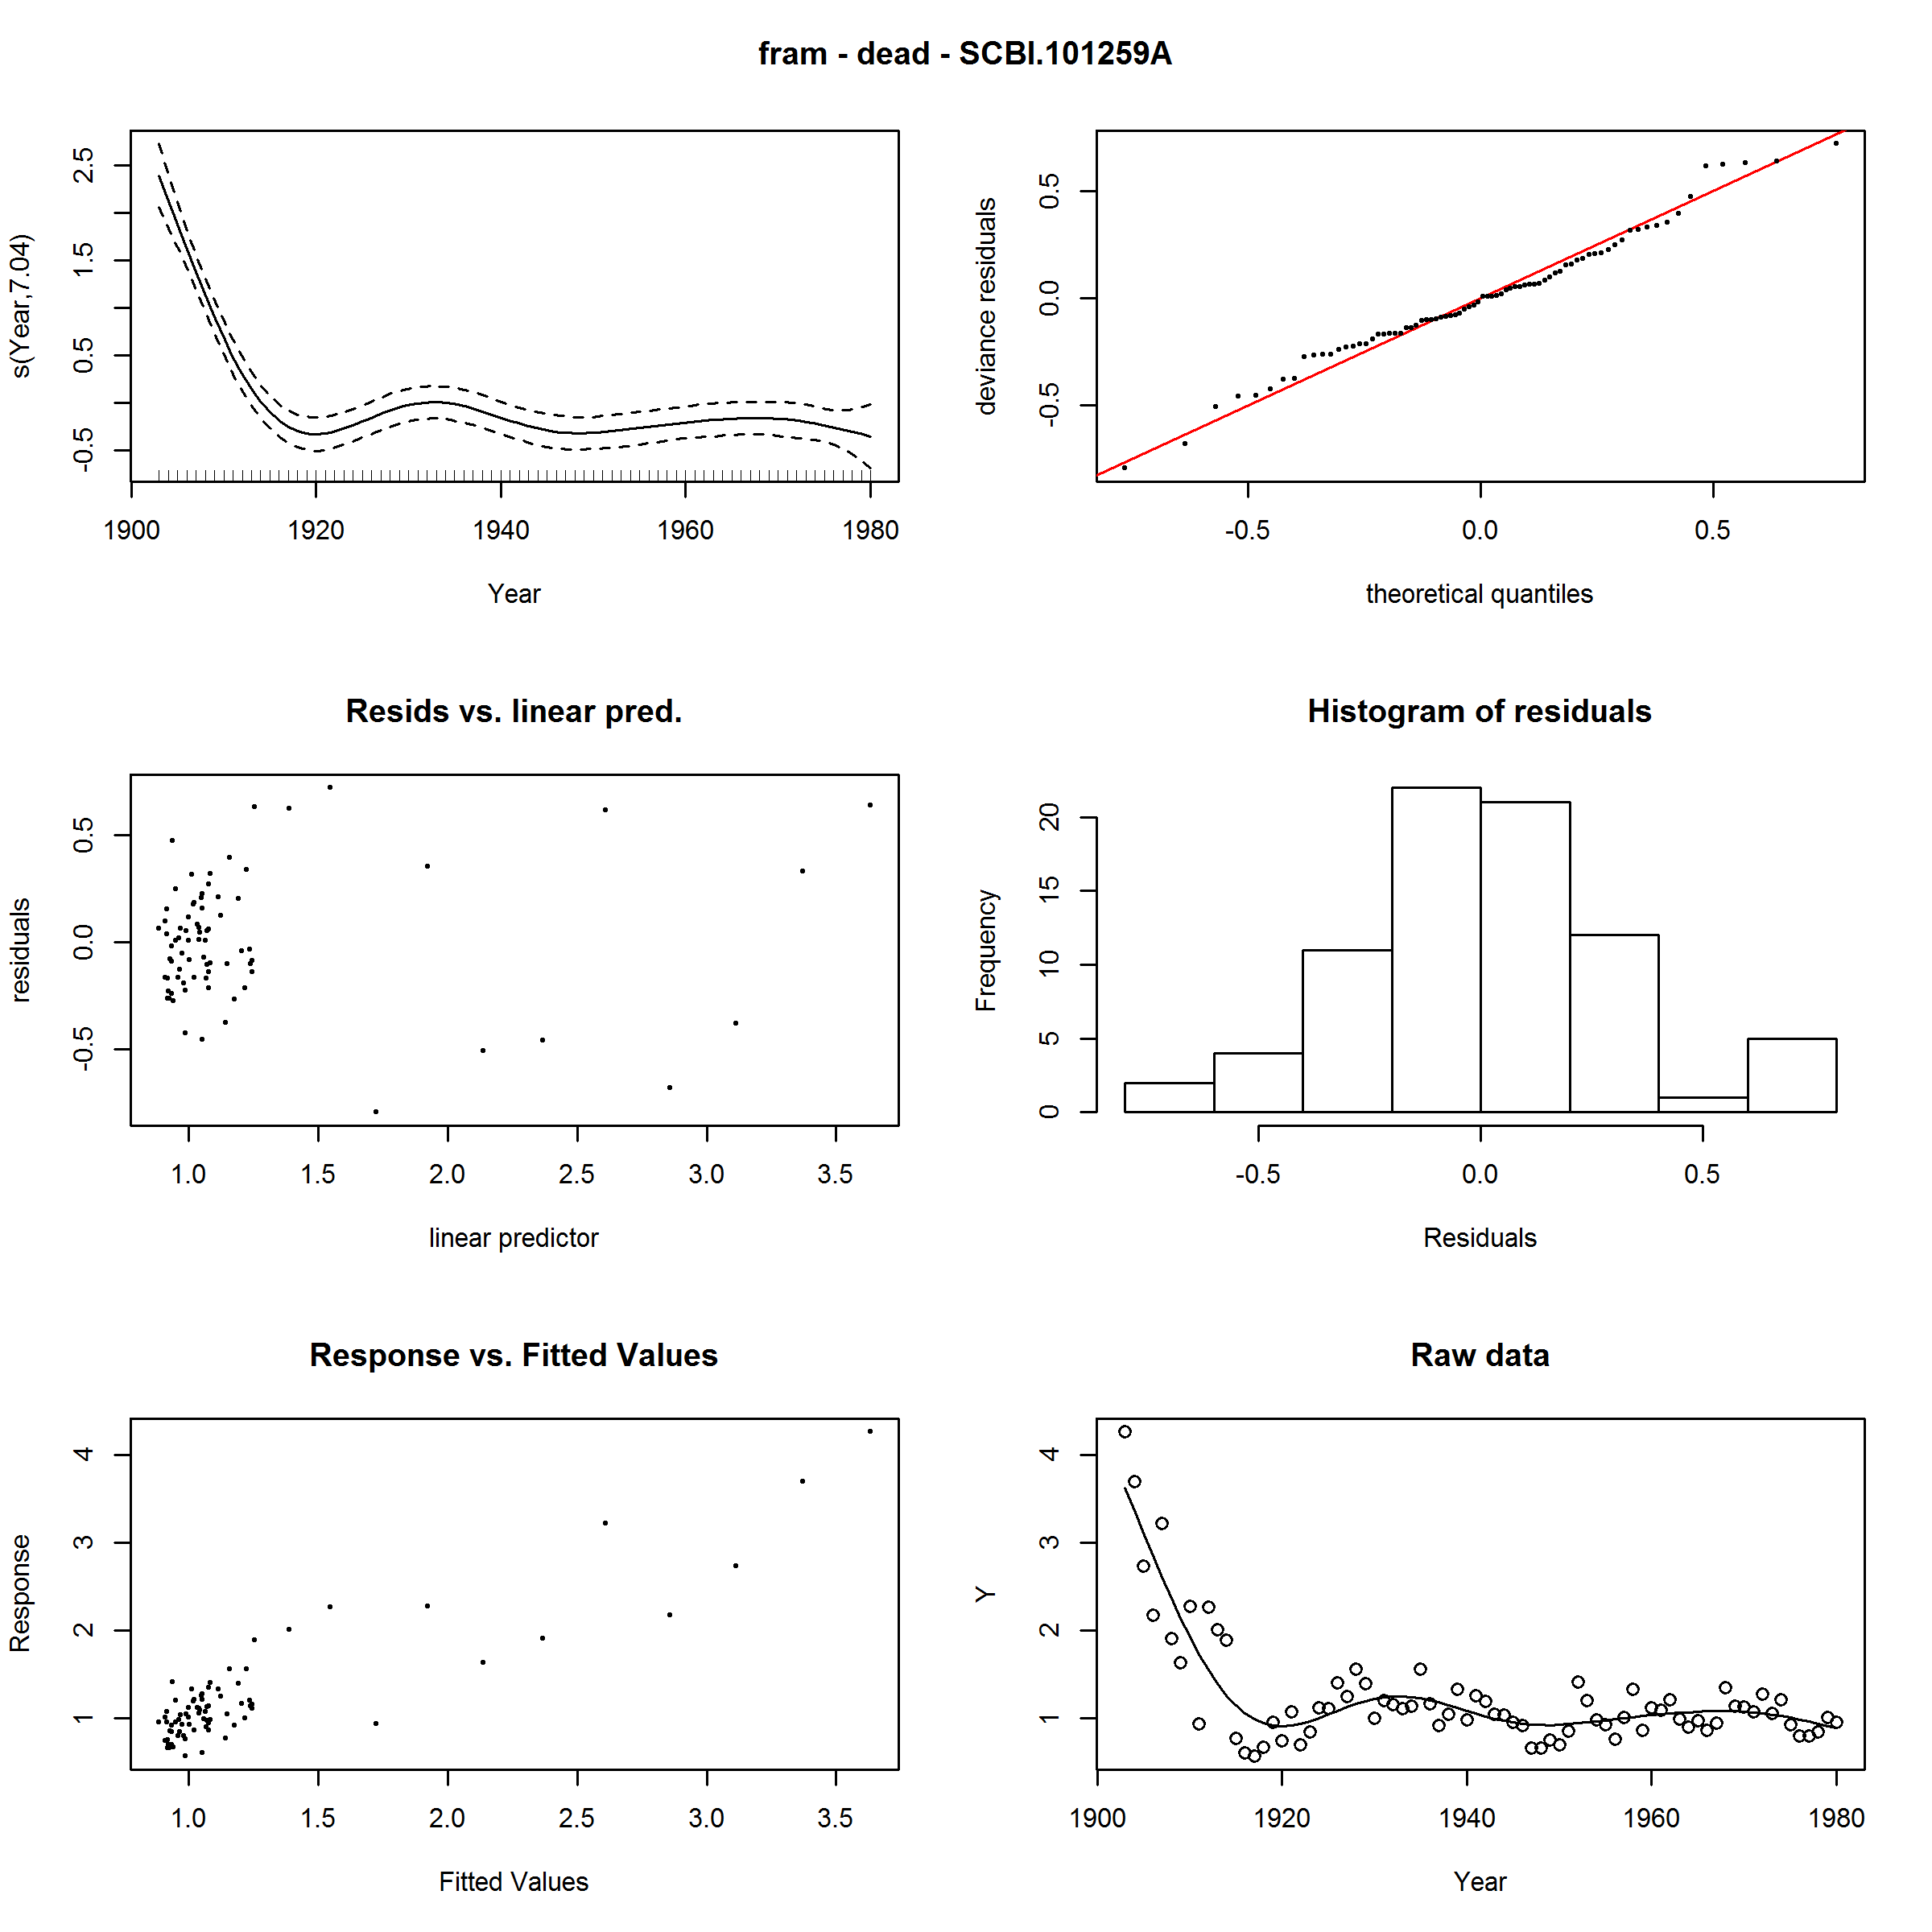 fram - dead - SCBI.101259A
s(Year,7.04)
-0.5 0.5 1.5 2.5
1900 1920 1940 1960 1980
Year
deviance residuals
-0.5 0.0 0.5
-0.5 0.0 0.5
theoretical quantiles
Resids vs. linear pred.
residuals
-0.5 0.0 0.5
1.0 1.5 2.0 2.5 3.0 3.5
linear predictor
Histogram of residuals
Frequency
0 5 10 15 20
-0.5 0.0 0.5
Residuals
Response vs. Fitted Values
Response
1 2 3 4
1.0 1.5 2.0 2.5 3.0 3.5
Fitted Values
Raw data
Y
1 2 3 4
1900 1920 1940 1960 1980
Year